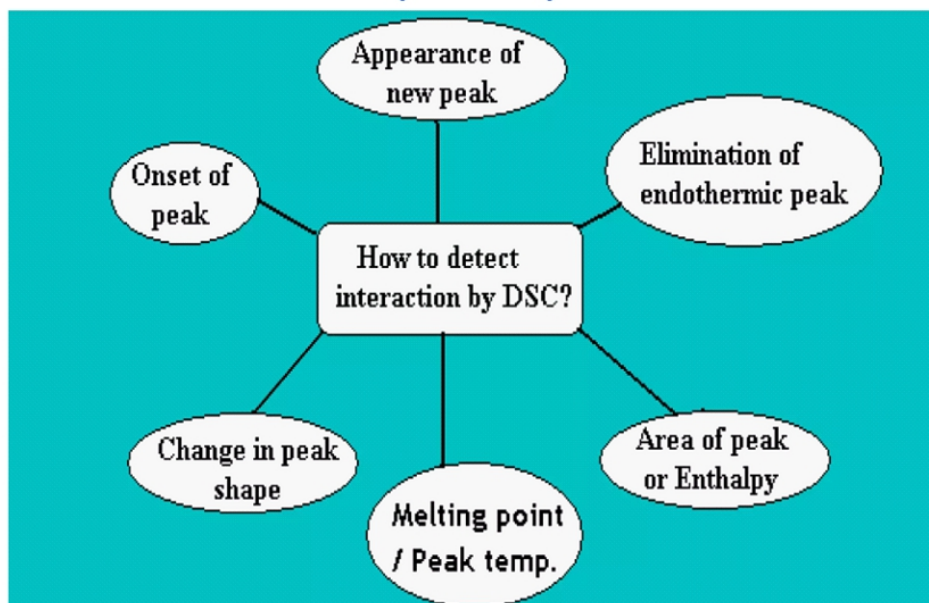 Appearance of
new peak
Elimination of
endothermic peak
Onset of
peak
How to detect
interaction by DSC?
Change in peak
shape
Area of peak
or Enthalpy
Melting point
/ Peak temp.